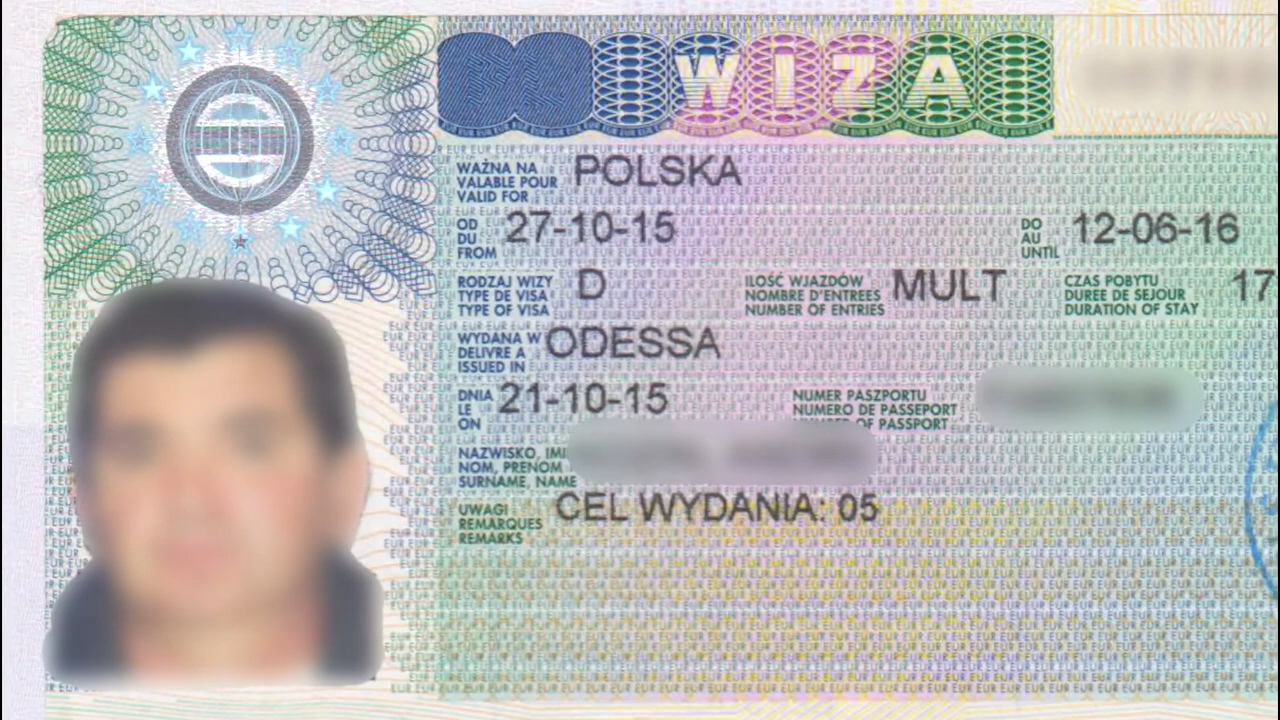 WIZA
WAŻNA NA
VALABLE POUR
VALID FOR
POLSKA
OD
DU
FROM
27-10-15
DO
AU
UNTIL
12-06-16
RODZAJ WIZY
TYPE DE VISA
TYPE OF VISA
D
ILOŚĆ WJAZDÓW
NOMBRE D'ENTREES
NUMBER OF ENTRIES
MULT
CZAS POBYTU
DUREE DE SEJOUR
DURATION OF STAY
17
WYDANA W
DELIVRE A
ISSUED IN
ODESSA
DNIA
LE
ON
21-10-15
NUMER PASZPORTU
NUMERO DE PASSEPORT
OF PASSPORT
NAZWISKO, IMI
NOM, PRENOM
SURNAME, NAME
UWAGI
REMARQUES
REMARKS
CEL WYDANIA: 05